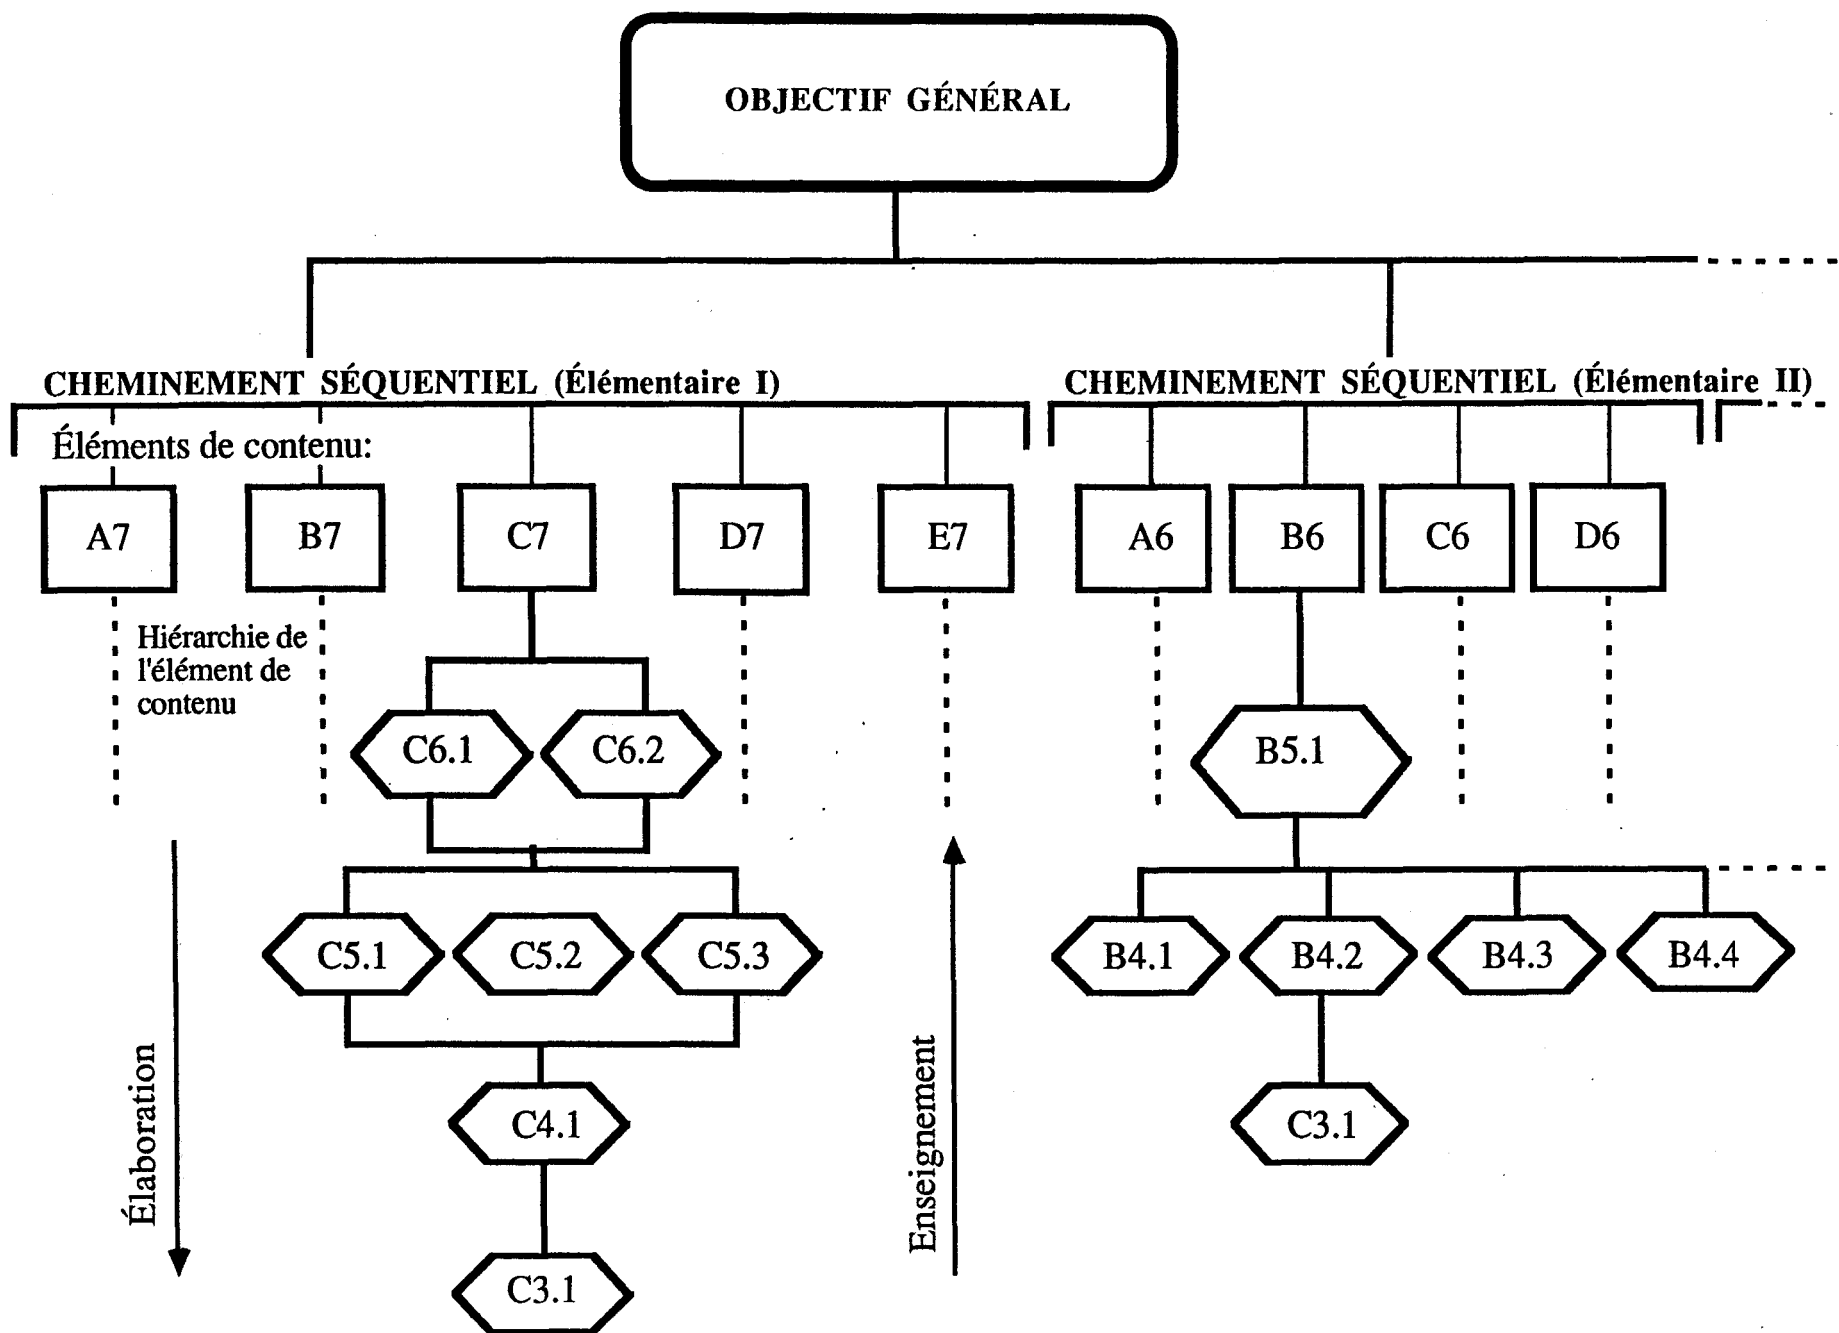 OBJECTIF GÉNÉRAL
CHEMINEMENT SÉQUENTIEL (Élémentaire I)
CHEMINEMENT SÉQUENTIEL (Élémentaire II)
Éléments de contenu:
A7
B7
C7
D7
E7
A6
B6
C6
D6
Hiérarchie de
l'élément de
contenu
C6.1
C6.2
B5.1
C5.1
C5.2
C5.3
B4.1
B4.2
B4.3
B4.4
Élaboration
Enseignement
C4.1
C3.1
C3.1